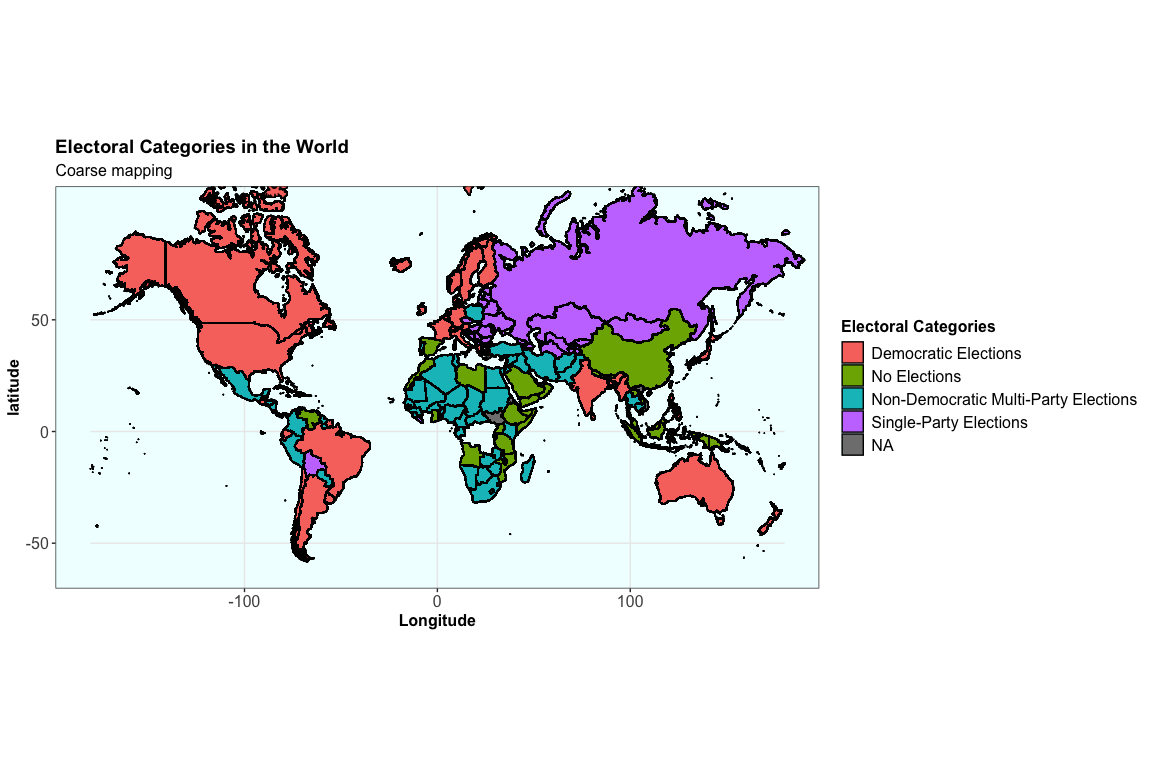 Electoral Categories in the World
Coarse mapping
50
0
-50
latitude
-100
0
100
Longitude
Electoral Categories
Democratic Elections
No Elections
Non-Democratic Multi-Party Elections
Single-Party Elections
NA